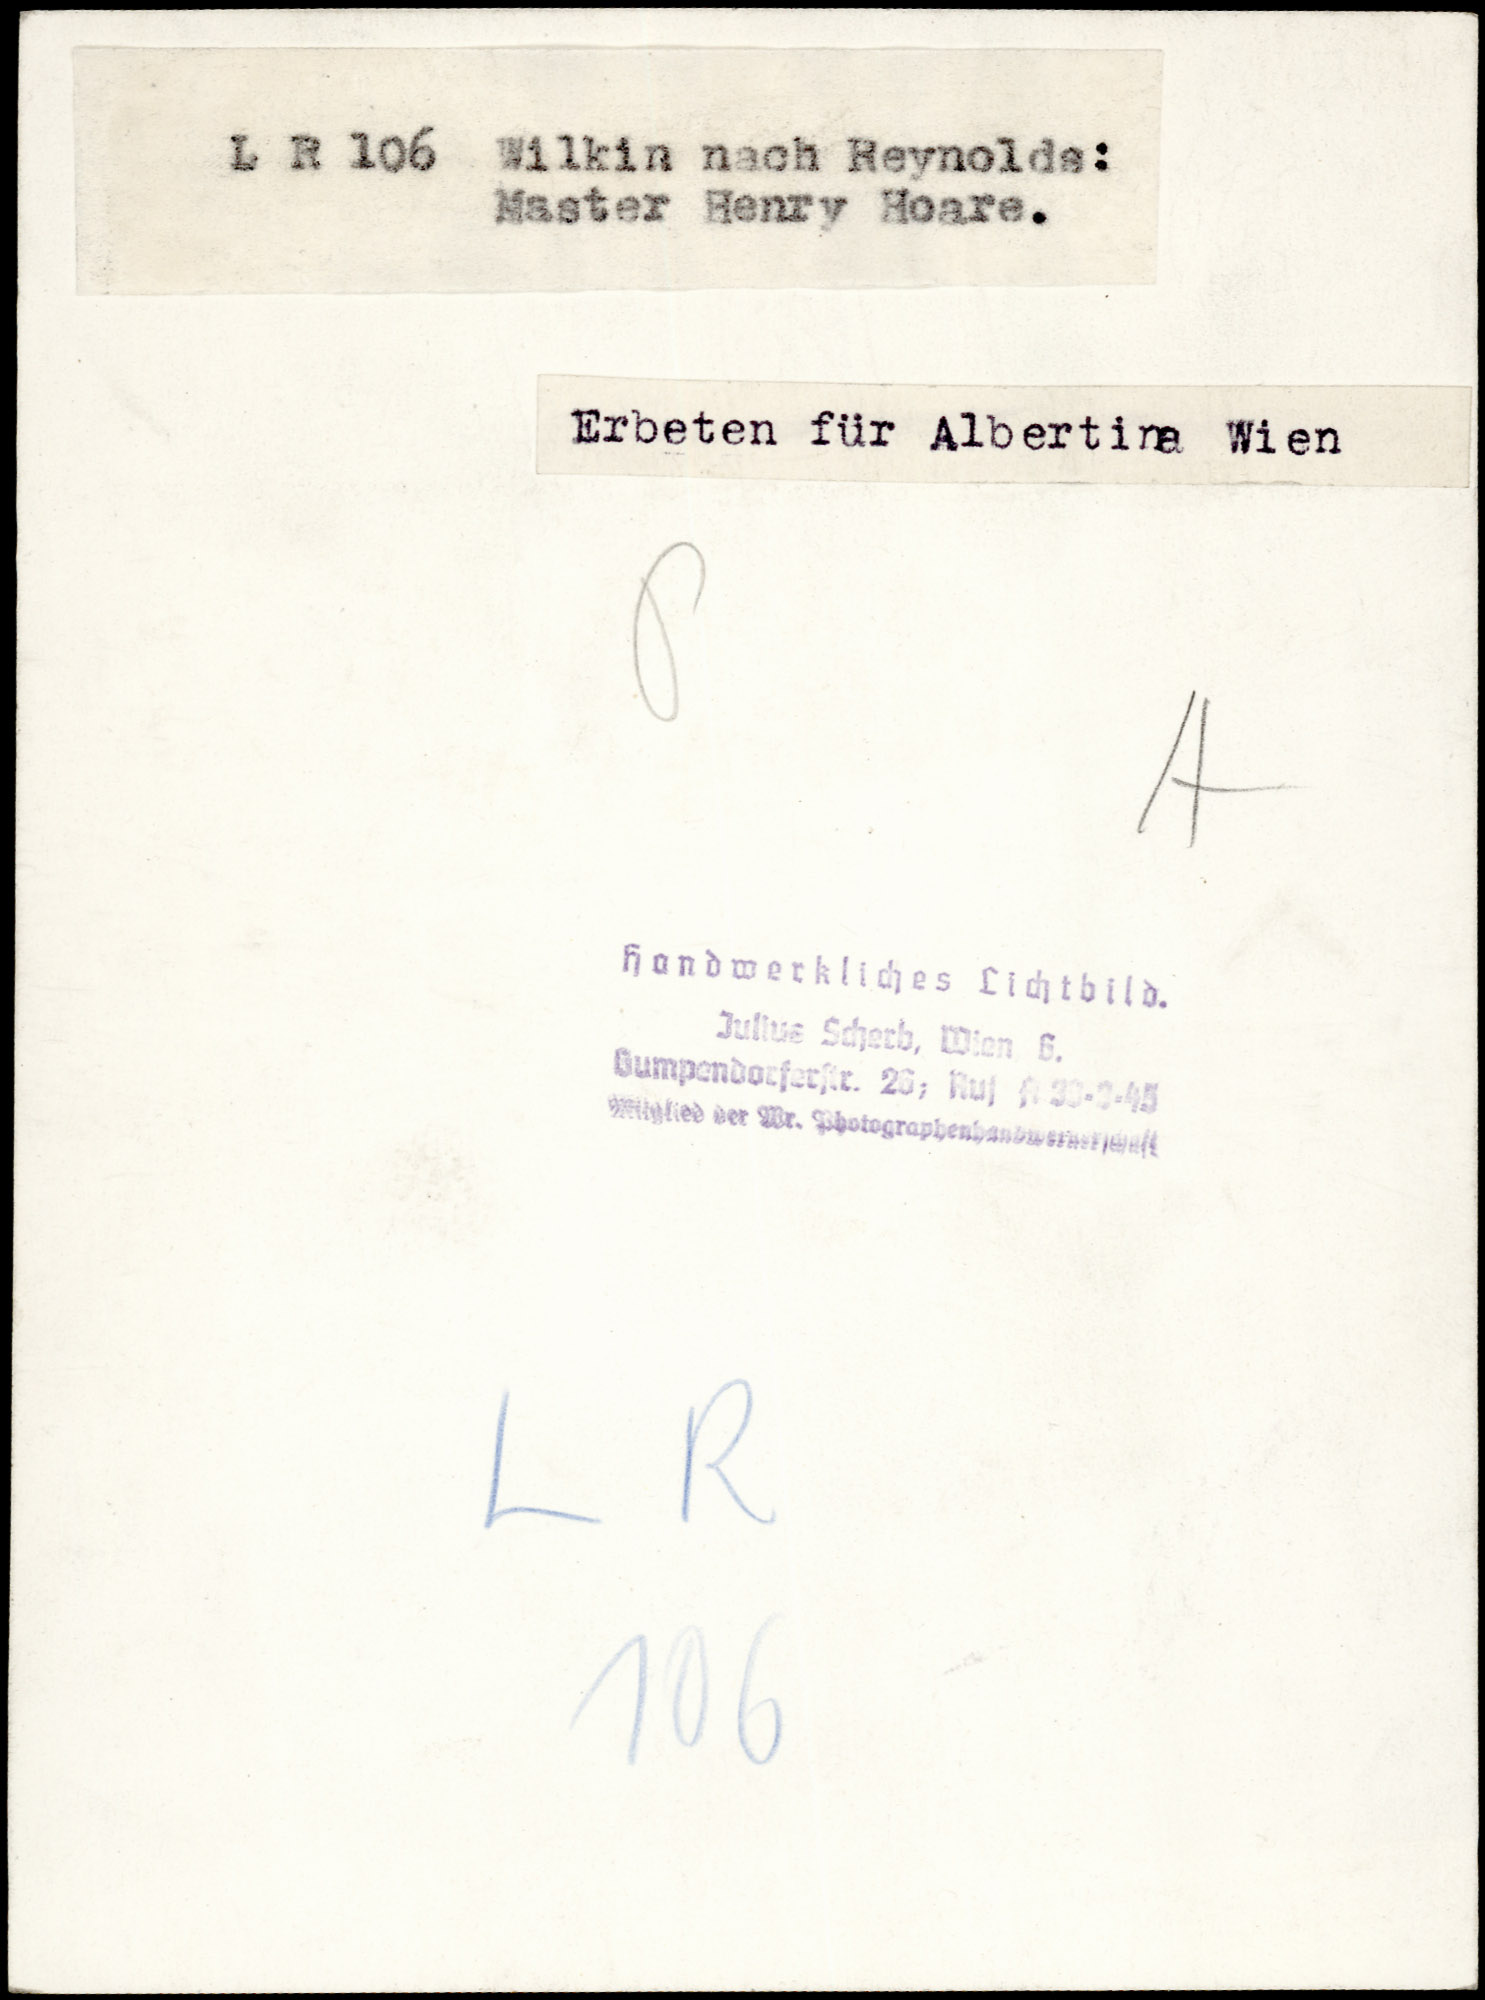 L R 106 Wilkin nach Reynolds:
Master Henry Hoare.
Erbeten für Albertina Wien
P
A
Handwerkliches Lichtbild.
Julius Scherb, Wien 6.
Gumpendorferstr. 26; Ruf
Mitglied der Wr. Photographenhandwerkerschaft
L R
106